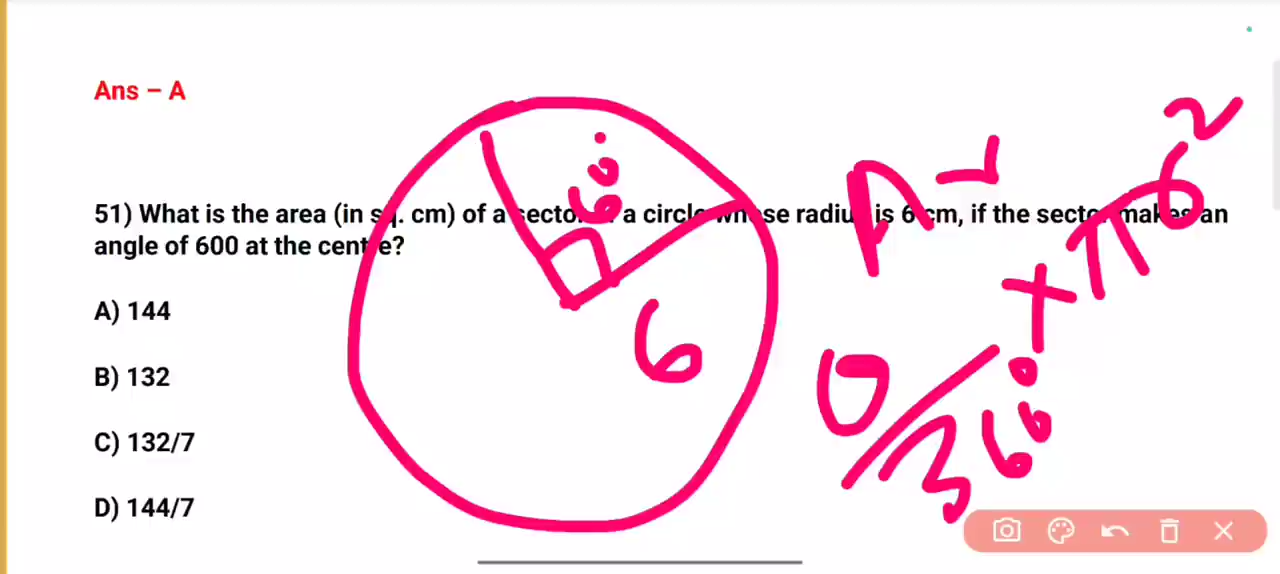 Ans – A
51) What is the area (in sq. cm) of a sector of a circle whose radius is 6 cm, if the sector makes an
angle of 600 at the centre?
A) 144
B) 132
C) 132/7
D) 144/7
60°
6
θ/360° × π6²